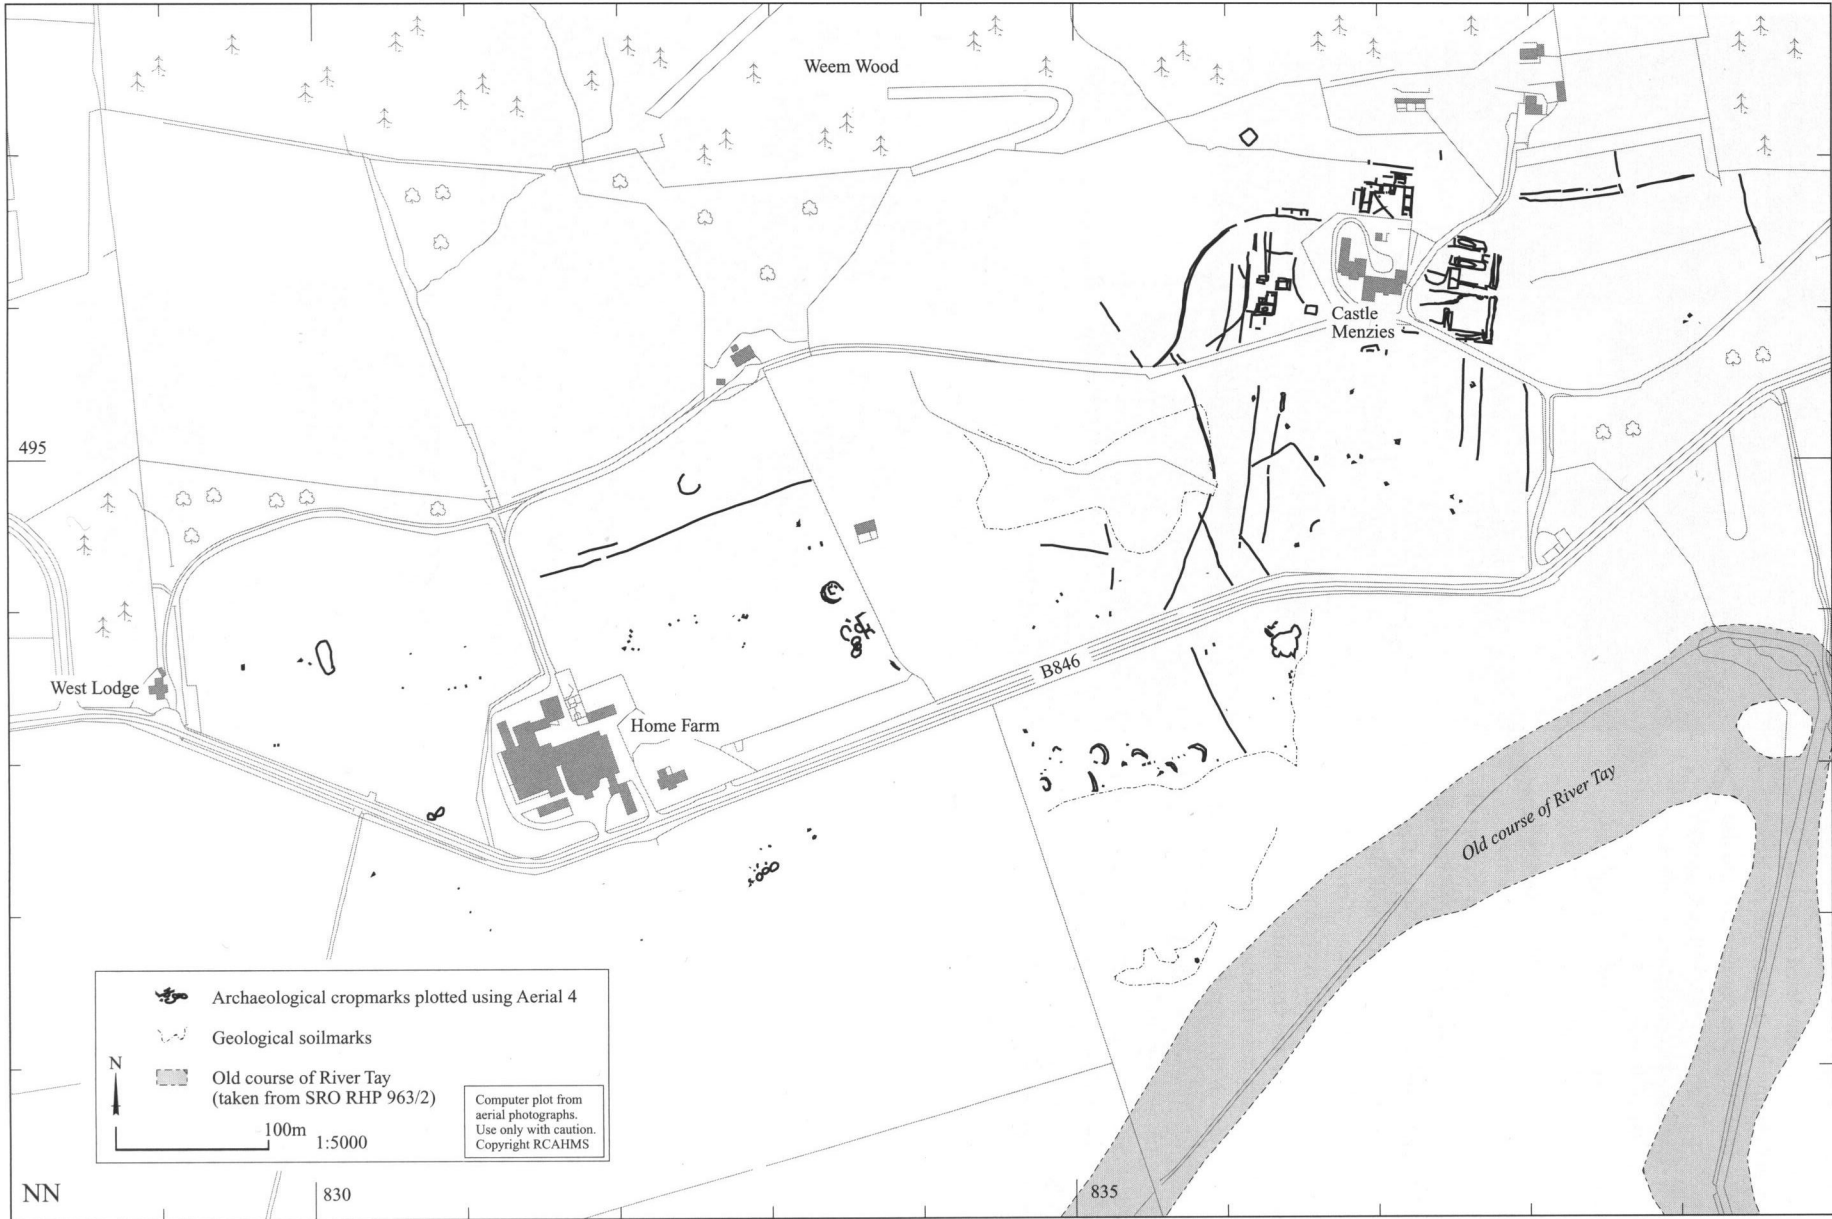 Weem Wood
Castle
Menzies
495
West Lodge
Home Farm
B846
Old course of River Tay
Archaeological cropmarks plotted using Aerial 4
Geological soilmarks
Old course of River Tay
(taken from SRO RHP 963/2)
N
100m
1:5000
Computer plot from
aerial photographs.
Use only with caution.
Copyright RCAHMS
NN
830
835